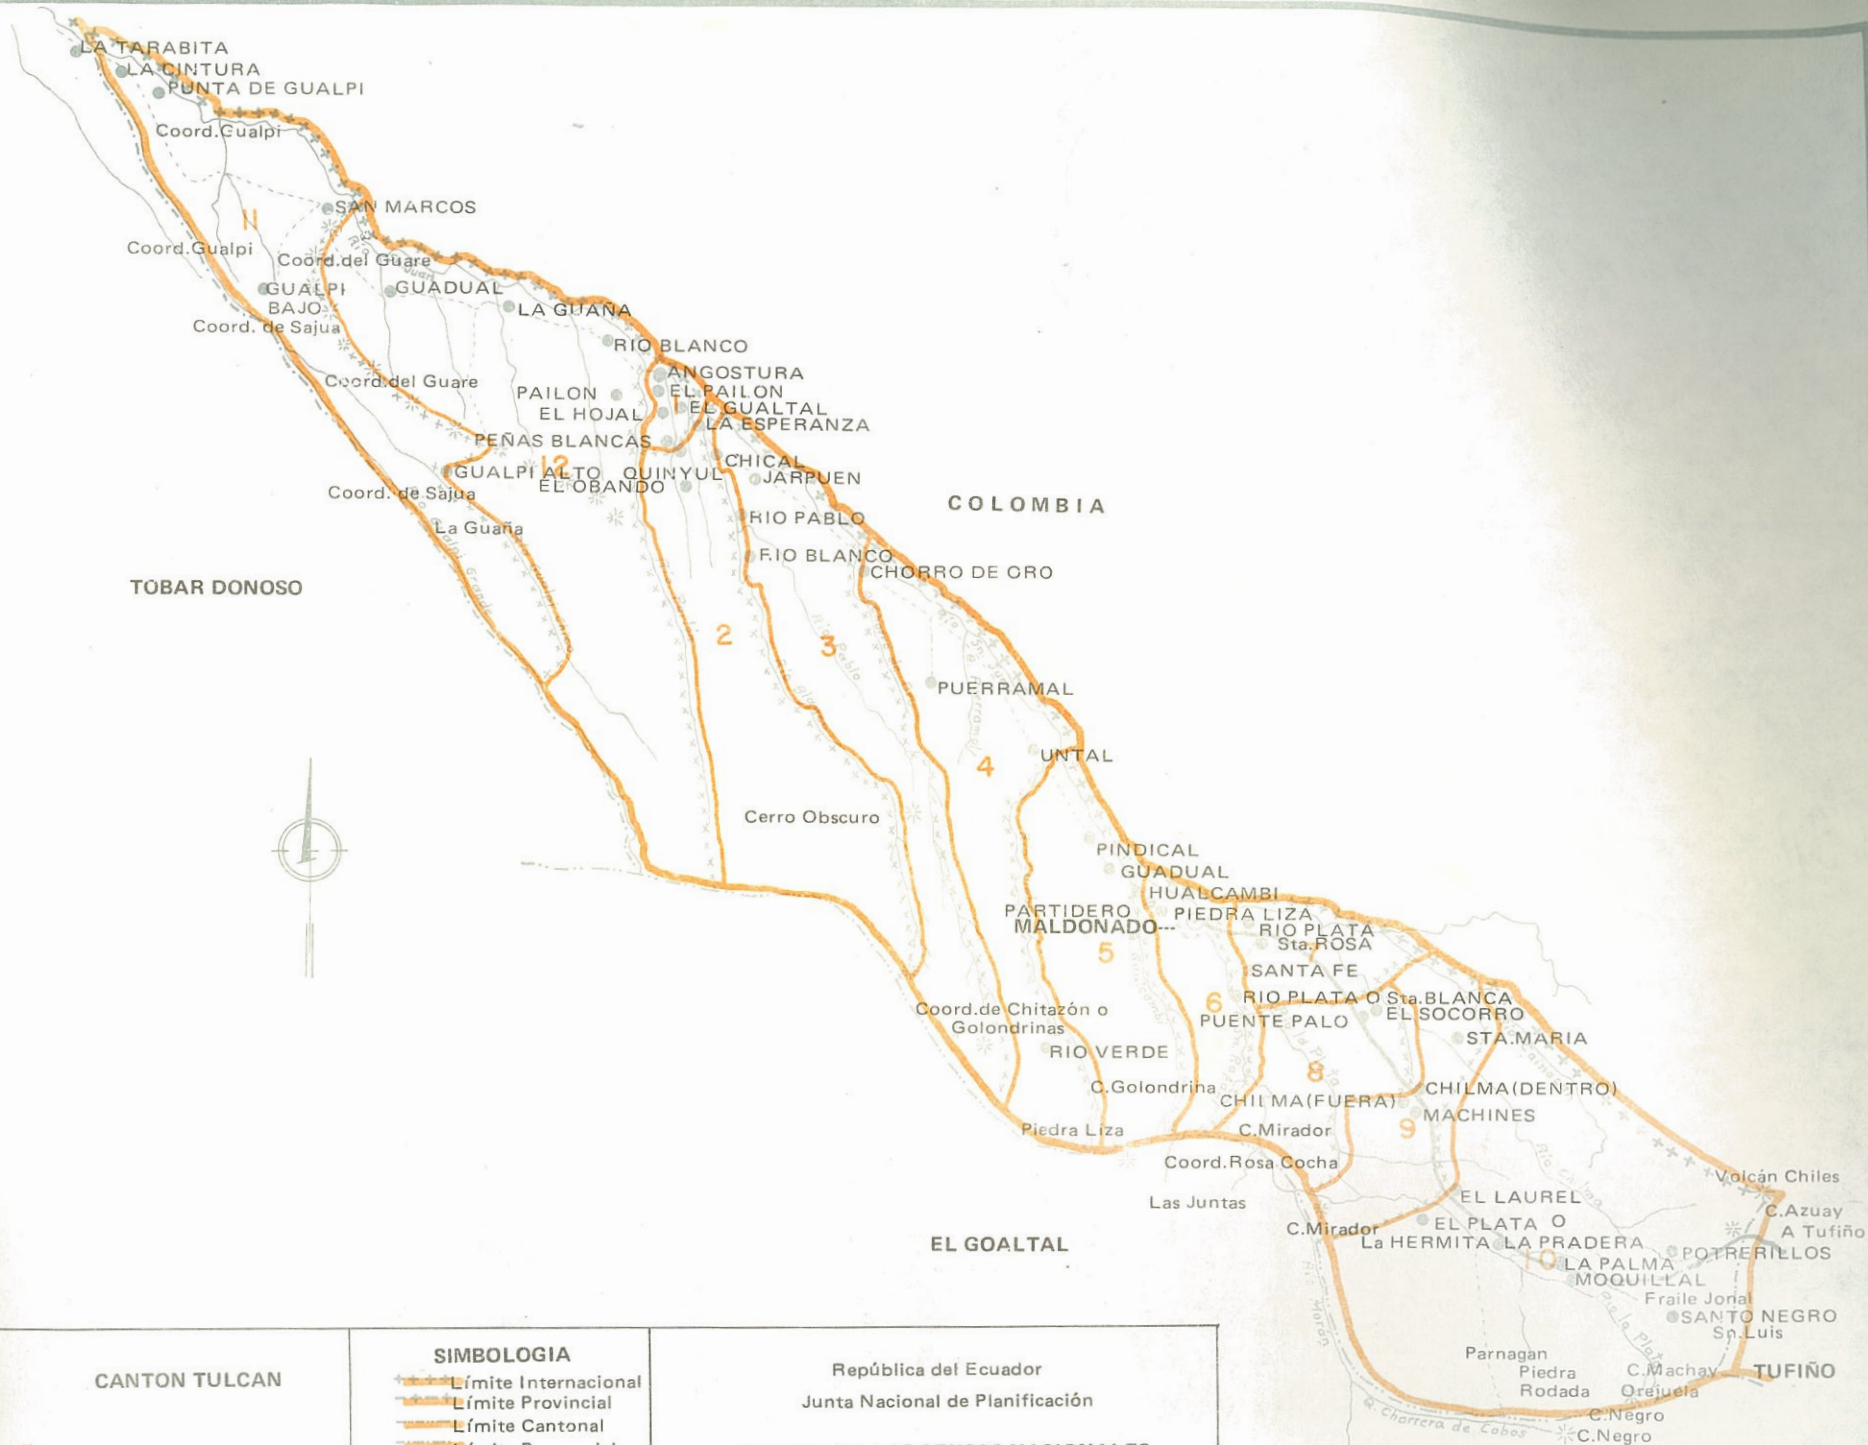 LA TARABITA
LA CINTURA
PUNTA DE GUALPI
Coord.Gualpi
SAN MARCOS
11
Coord.Gualpi
Coord.del Guare
GUALPI
BAJO
GUADUAL
LA GUAÑA
Coord. de Sajua
RIO BLANCO
ANGOSTURA
Coord.del Guare
PAILON
EL PAILON
1
EL HOJAL
EL GUALTAL
LA ESPERANZA
PEÑAS BLANCAS
CHICAL
12
GUALPI ALTO
QUINYUL
JARPUEN
EL OBANDO
Coord. de Sajua
COLOMBIA
RIO PABLO
La Guaña
RIO BLANCO
CHORRO DE ORO
TOBAR DONOSO
2
3
Río Pablo
PUERRAMAL
UNTAL
4
Cerro Obscuro
PINDICAL
GUADUAL
HUALCAMBI
PARTIDERO
PIEDRA LIZA
MALDONADO---
RIO PLATA
Sta.ROSA
5
7
SANTA FE
6
RIO PLATA O
Sta.BLANCA
Coord.de Chitazón o
Golondrinas
PUENTE PALO
EL SOCORRO
STA.MARIA
RIO VERDE
8
C.Golondrina
CHILMA(DENTRO)
CHILMA(FUERA)
MACHINES
Piedra Liza
C.Mirador
9
Coord.Rosa Cocha
Volcán Chiles
Las Juntas
EL LAUREL
C.Azuay
C.Mirador
EL PLATA O
A Tufiño
EL GOALTAL
La HERMITA
LA PRADERA
POTRERILLOS
10
LA PALMA
MOQUILLAL
Fraile Jonal
SANTO NEGRO
Sn.Luis
R. Morán
Parnagan
Piedra
Rodada
C.Machay
Orejuela
TUFIÑO
C.Negro
Q. Chorrera de Cobos
C.Negro
CANTON TULCAN
SIMBOLOGIA
Límite Internacional
Límite Provincial
Límite Cantonal
República del Ecuador
Junta Nacional de Planificación